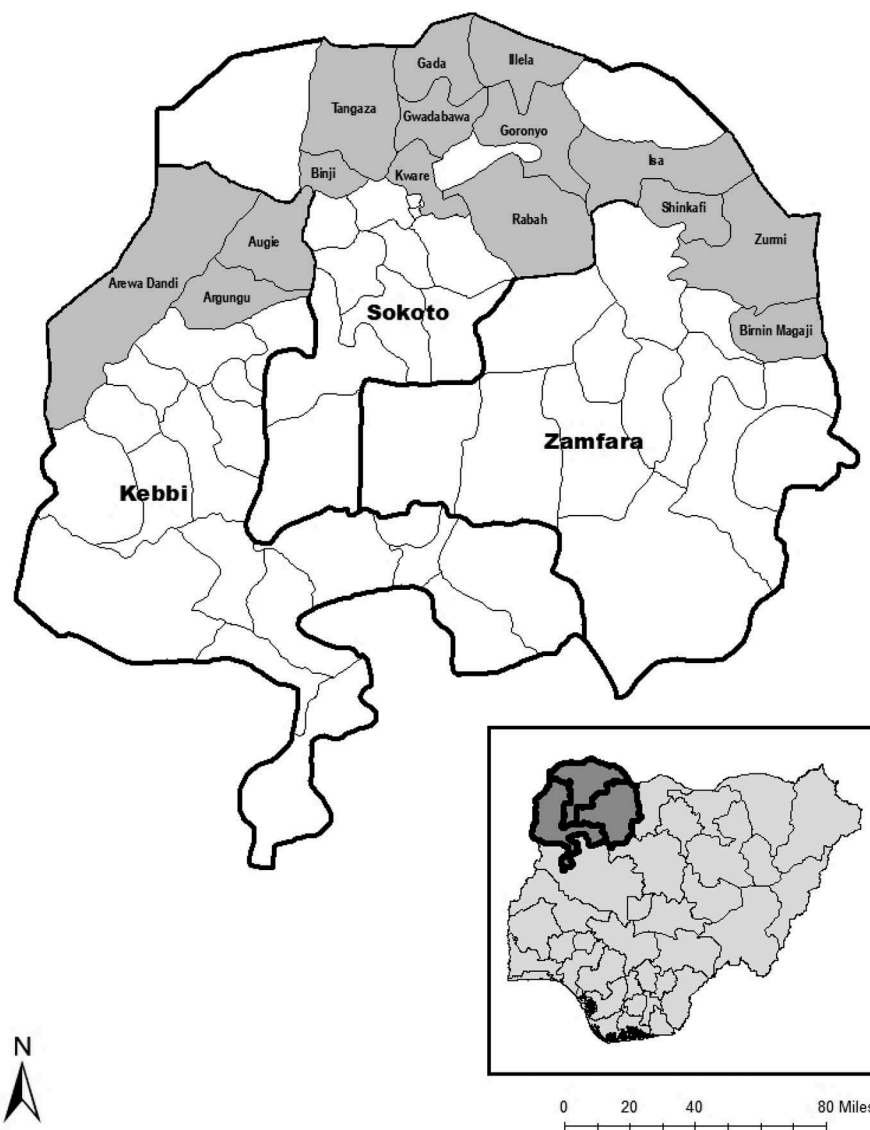 Gada
Illela
Tangaza
Gwadabawa
Goronyo
Isa
Binji
Kware
Shinkafi
Rabah
Zurmi
Augie
Arewa Dandi
Argungu
Sokoto
Birnin Magaji
Zamfara
Kebbi
N
0 20 40 80 Miles